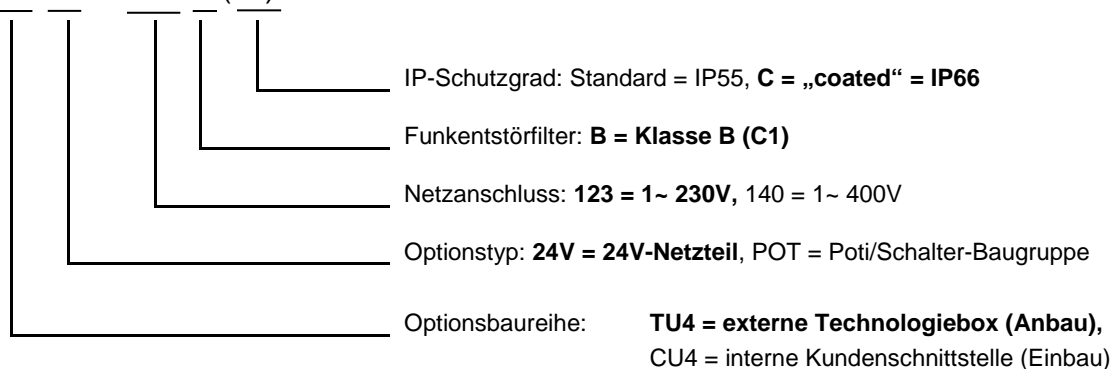 IP-Schutzgrad: Standard = IP55, C = „coated“ = IP66
Funkentstörfilter: B = Klasse B (C1)
Netzanschluss: 123 = 1~ 230V, 140 = 1~ 400V
Optionstyp: 24V = 24V-Netzteil, POT = Poti/Schalter-Baugruppe
Optionsbaureihe: TU4 = externe Technologiebox (Anbau),
CU4 = interne Kundenschnittstelle (Einbau)